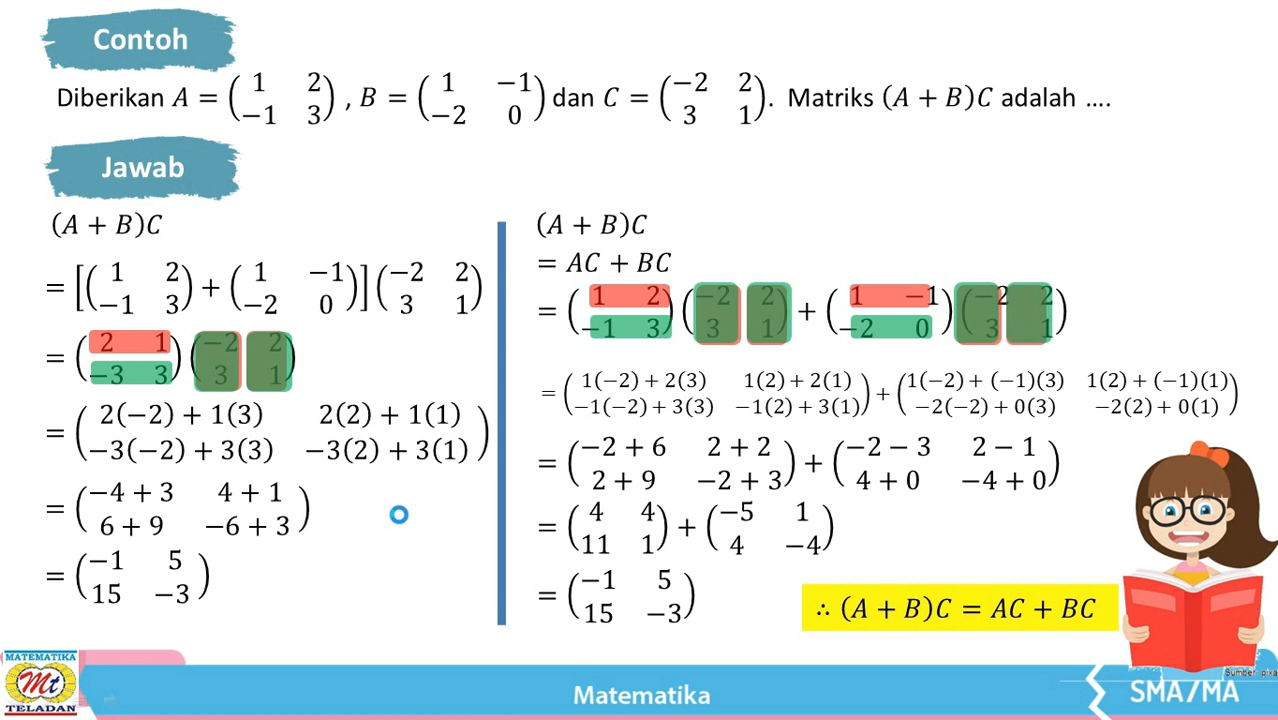 Contoh
Diberikan A = (1 2 −1 3) , B = (1 −1 −2 0) dan C = (−2 2 3 1). Matriks (A + B)C adalah ....
Jawab
(A + B)C
= [(1 2 −1 3) + (1 −1 −2 0)] (−2 2 3 1)
= (2 1 −3 3) (−2 2 3 1)
= (2(−2) + 1(3) 2(2) + 1(1) −3(−2) + 3(3) −3(2) + 3(1))
= (−4 + 3 4 + 1 6 + 9 −6 + 3)
= (−1 5 15 −3)
(A + B)C
= AC + BC
= (1 2 −1 3) (−2 2 3 1) + (1 −1 −2 0) (−2 2 3 1)
= (1(−2) + 2(3) 1(2) + 2(1) −1(−2) + 3(3) −1(2) + 3(1)) + (1(−2) + (−1)(3) 1(2) + (−1)(1) −2(−2) + 0(3) −2(2) + 0(1))
= (−2 + 6 2 + 2 2 + 9 −2 + 3) + (−2 − 3 2 − 1 4 + 0 −4 + 0)
= (4 4 11 1) + (−5 1 4 −4)
= (−1 5 15 −3)
∴ (A + B)C = AC + BC
Sumber pixa
MATEMATIKA
Mt
TELADAN
Matematika
SMA/MA